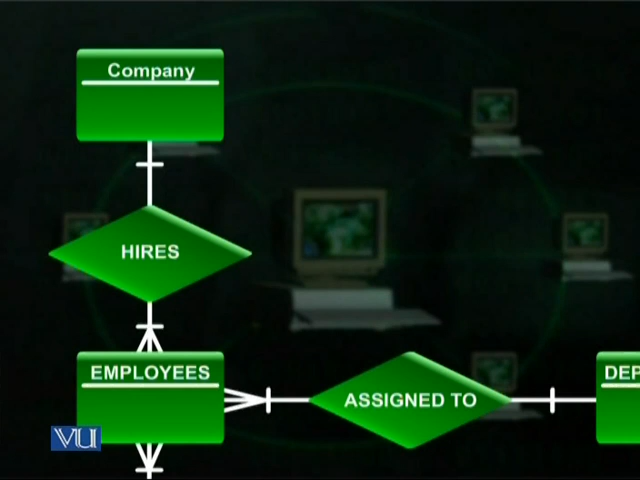 Company
HIRES
EMPLOYEES
ASSIGNED TO
DEP
VU